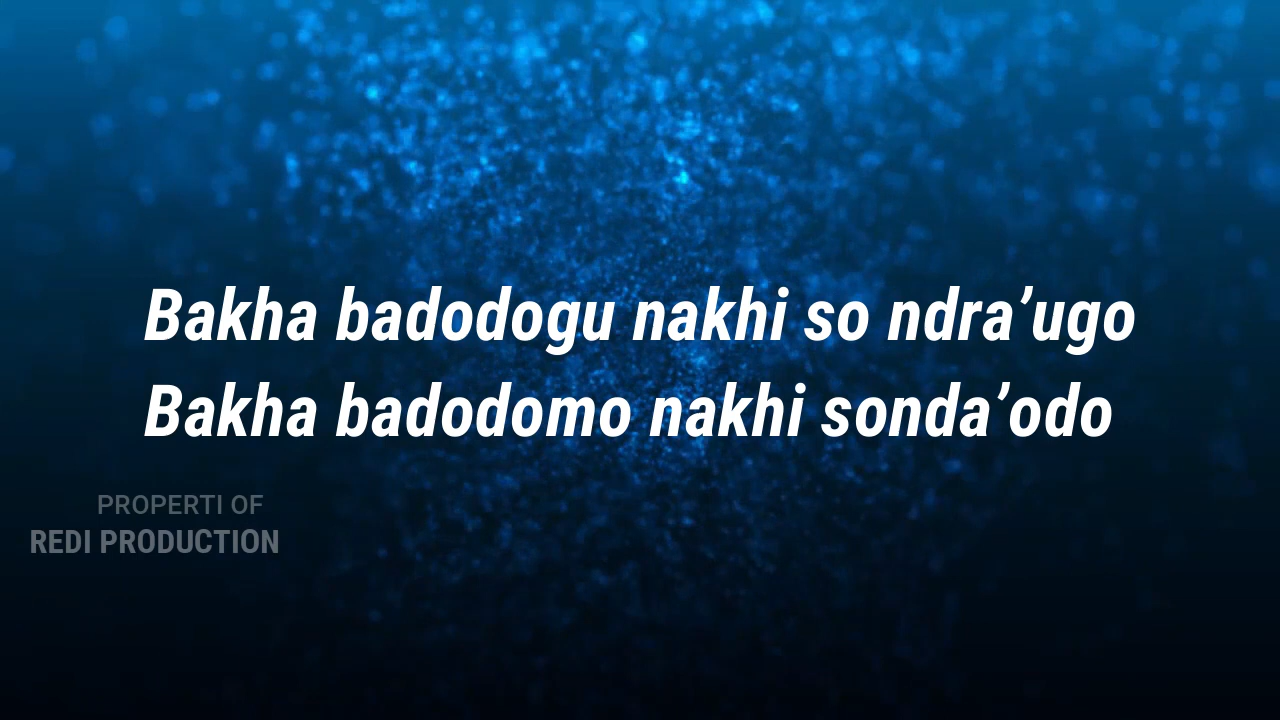 Bakha badodogu nakhi so ndra’ugo
Bakha badodomo nakhi sonda’odo
PROPERTI OF
REDI PRODUCTION